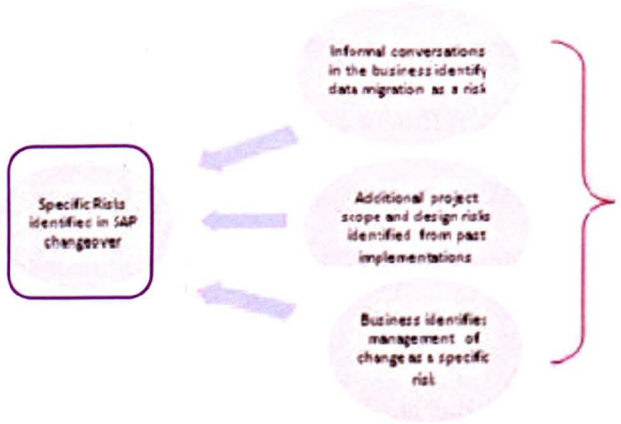 Informal conversations
in the business identify
data migration as a risk
Specific Risks
identified in SAP
changeover
Additional project
scope and design risks
identified from past
implementations
Business identifies
management of
change as a specific
risk